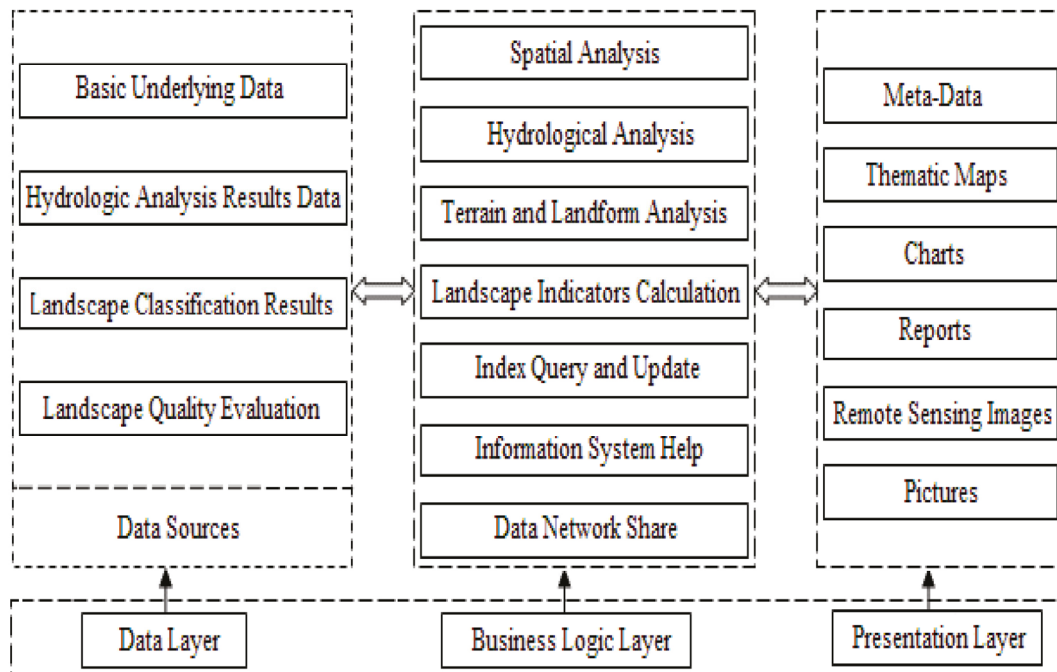 Basic Underlying Data
Hydrologic Analysis Results Data
Landscape Classification Results
Landscape Quality Evaluation
Data Sources
Spatial Analysis
Hydrological Analysis
Terrain and Landform Analysis
Landscape Indicators Calculation
Index Query and Update
Information System Help
Data Network Share
Meta-Data
Thematic Maps
Charts
Reports
Remote Sensing Images
Pictures
Data Layer
Business Logic Layer
Presentation Layer